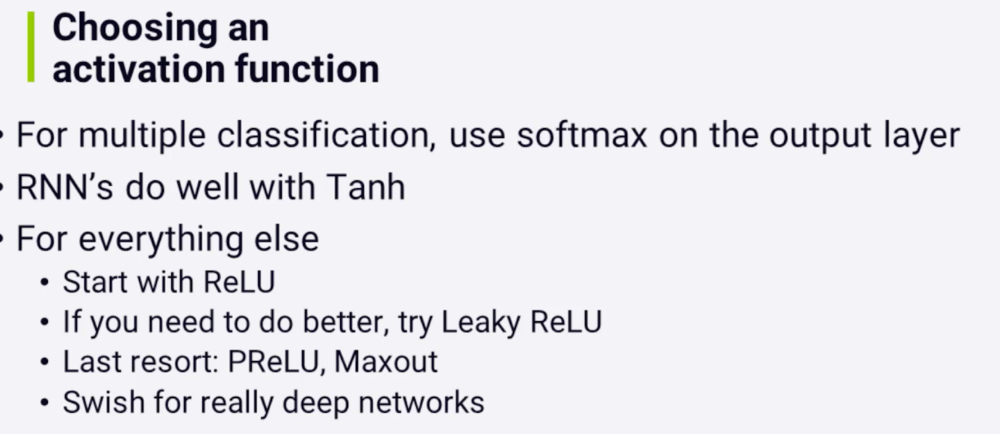 Choosing an
activation function
• For multiple classification, use softmax on the output layer
• RNN’s do well with Tanh
• For everything else
• Start with ReLU
• If you need to do better, try Leaky ReLU
• Last resort: PReLU, Maxout
• Swish for really deep networks